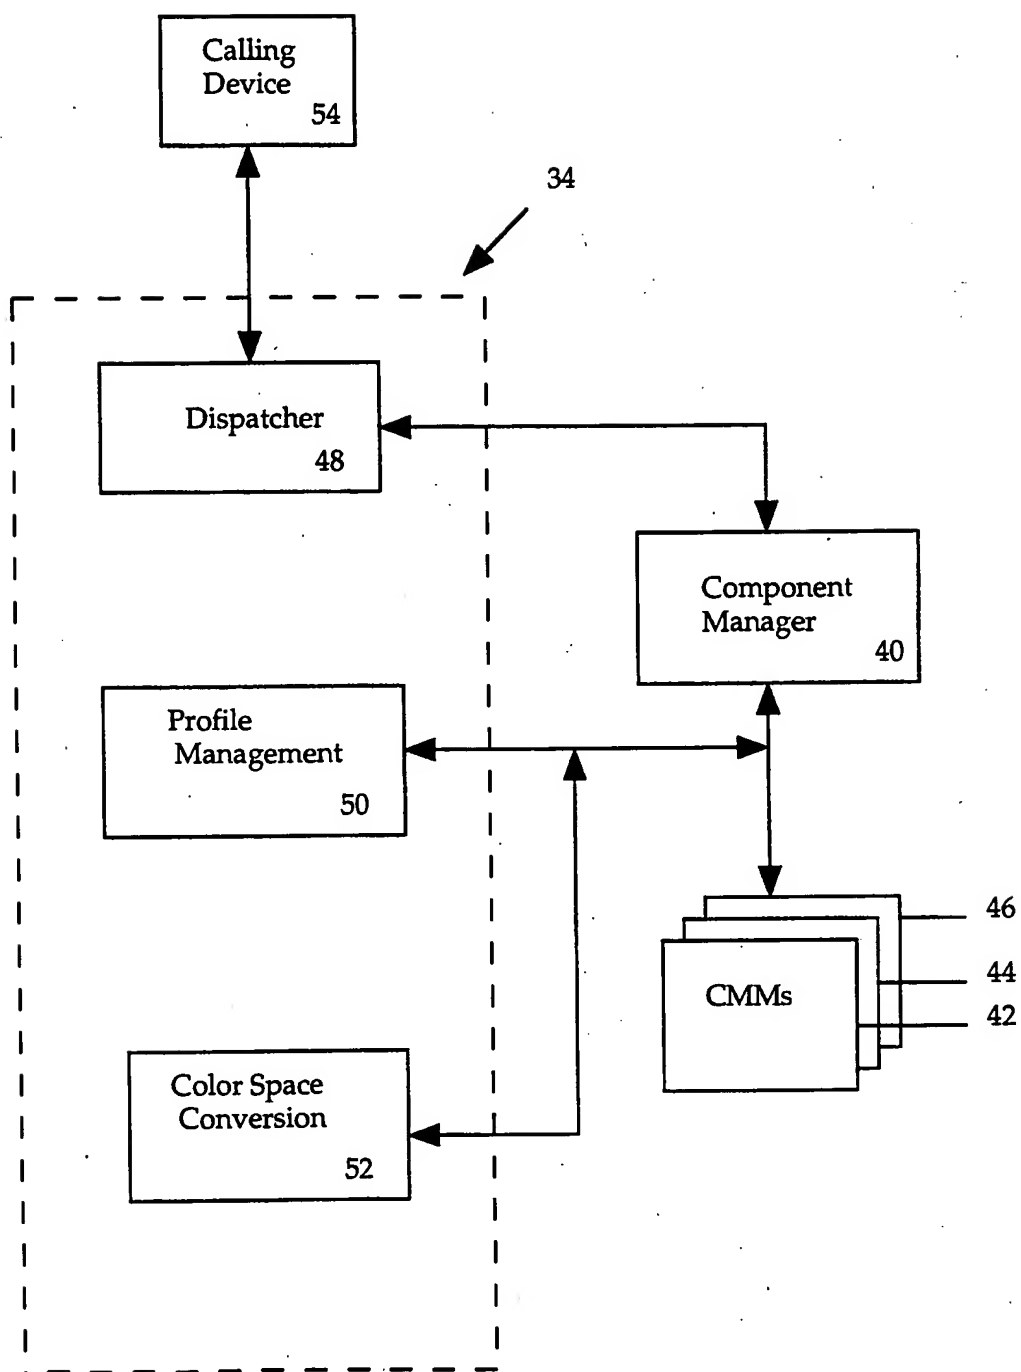 Calling
Device
54
34
Dispatcher
48
Component
Manager
40
Profile
Management
50
46
44
CMMs
42
Color Space
Conversion
52